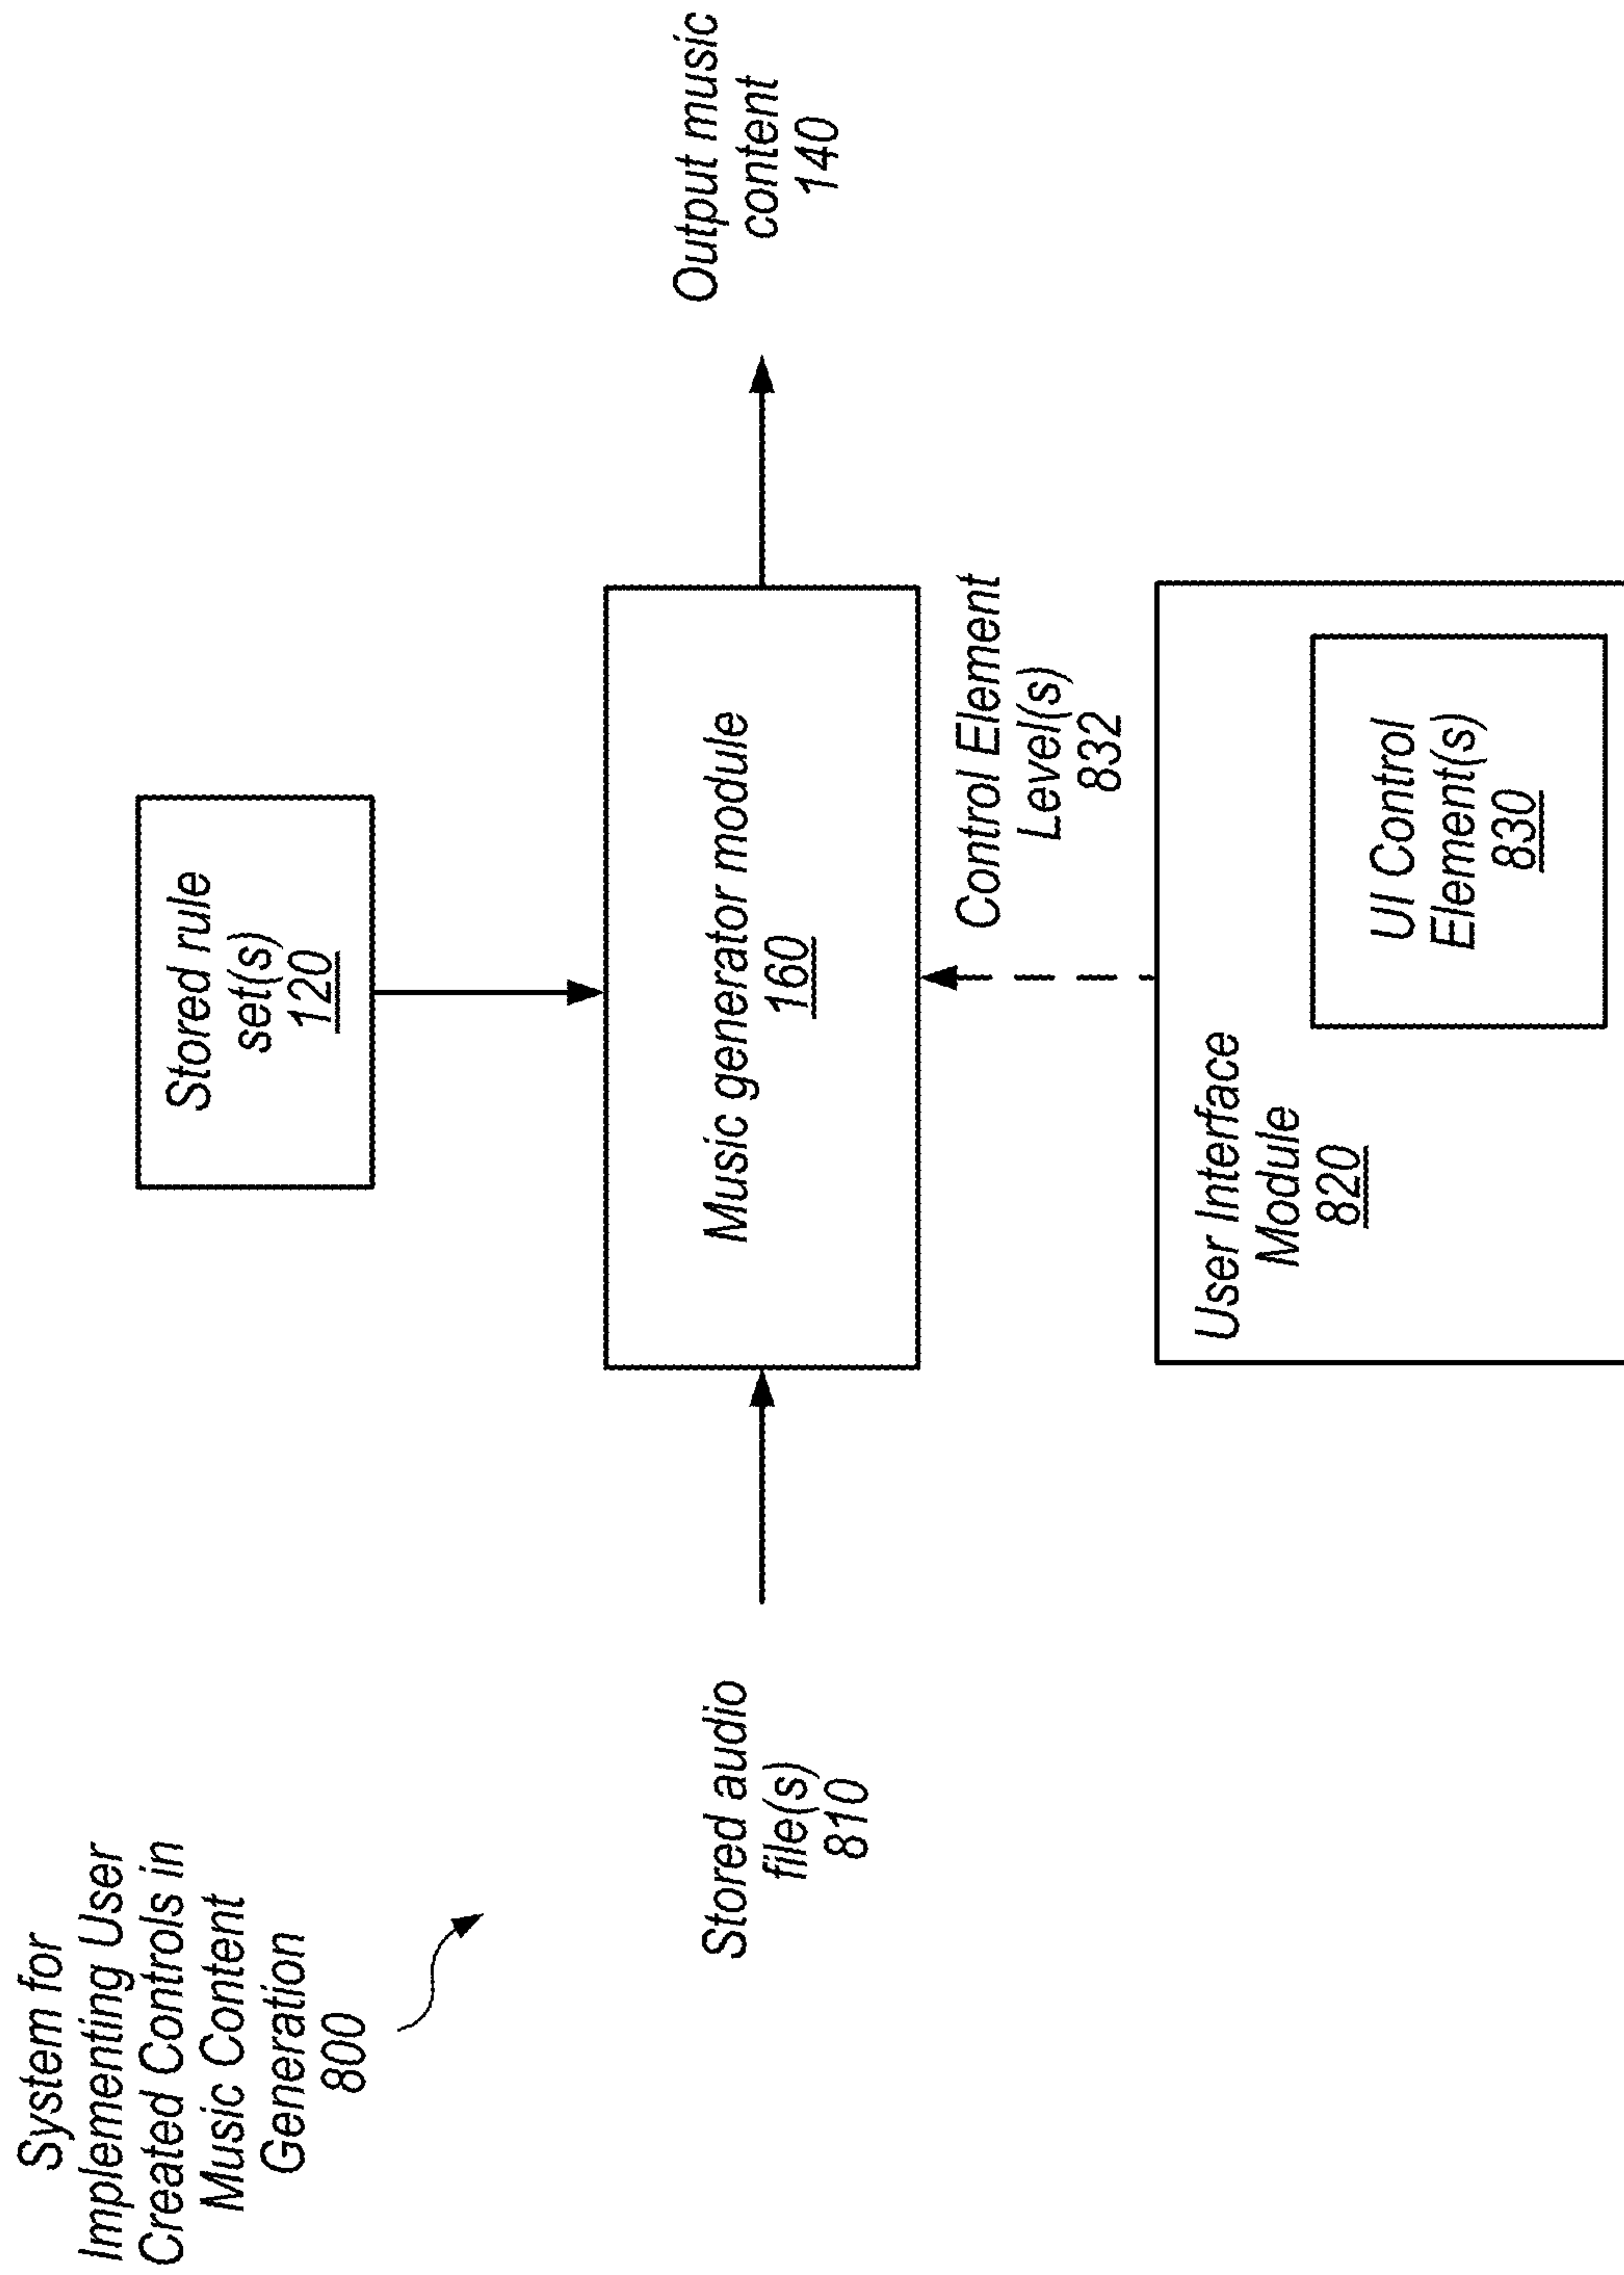 System for
Implementing User
Created Controls in
Music Content
Generation
800
Stored rule
set(s)
120
Stored audio
file(s)
810
Music generator module
160
Output music
content
140
Control Element
Level(s)
832
User Interface
Module
820
UI Control
Element(s)
830